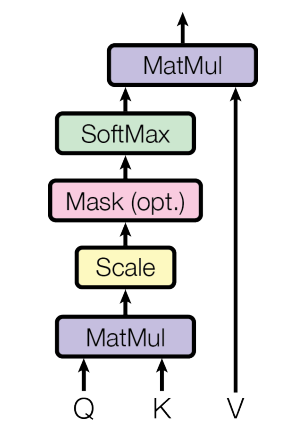 MatMul
SoftMax
Mask (opt.)
Scale
MatMul
Q K V